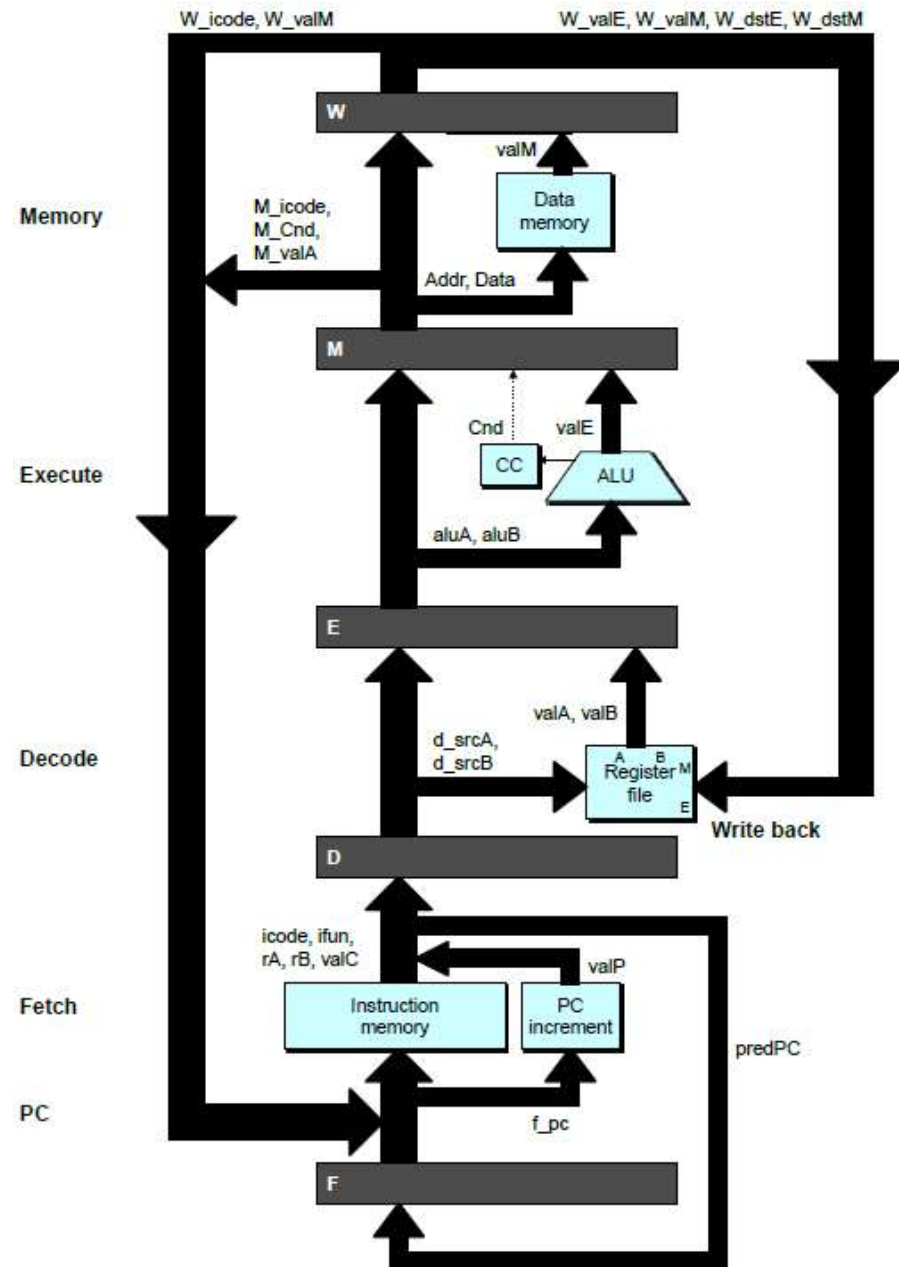 W_icode, W_valM
W_valE, W_valM, W_dstE, W_dstM
W
valM
Data
memory
Memory
M_icode,
M_Cnd,
M_valA
Addr, Data
M
Cnd
valE
CC
ALU
Execute
aluA, aluB
E
valA, valB
d_srcA,
d_srcB
Decode
A B
M
Register
file
E
Write back
D
icode, ifun,
rA, rB, valC
valP
Fetch
Instruction
memory
PC
increment
predPC
PC
f_pc
F